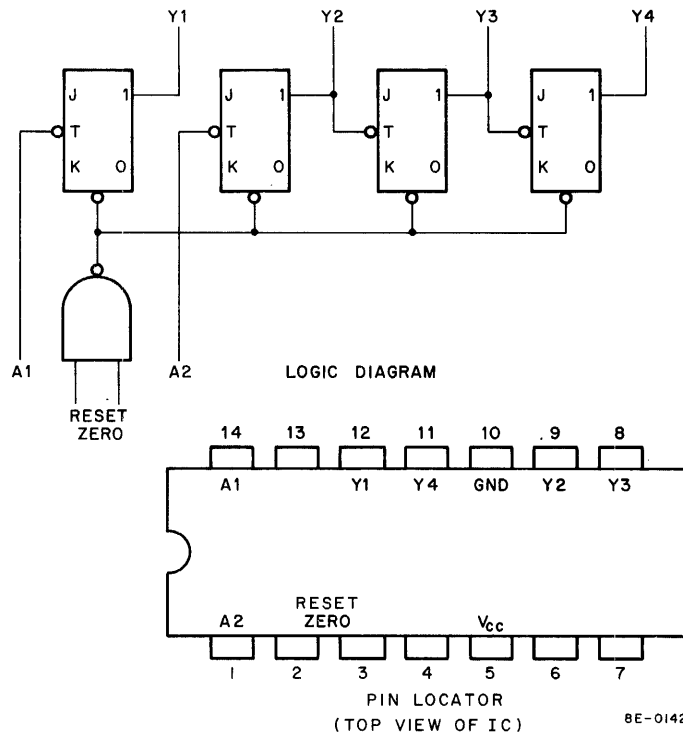 Y1 Y2 Y3 Y4
J 1 J 1 J 1 J 1
T T T T
K 0 K 0 K 0 K 0
A1 A2 LOGIC DIAGRAM
RESET
ZERO
14 13 12 11 10 9 8
A1 Y1 Y4 GND Y2 Y3
RESET
A2 ZERO Vcc
1 2 3 4 5 6 7
PIN LOCATOR
(TOP VIEW OF IC)
8E-0142